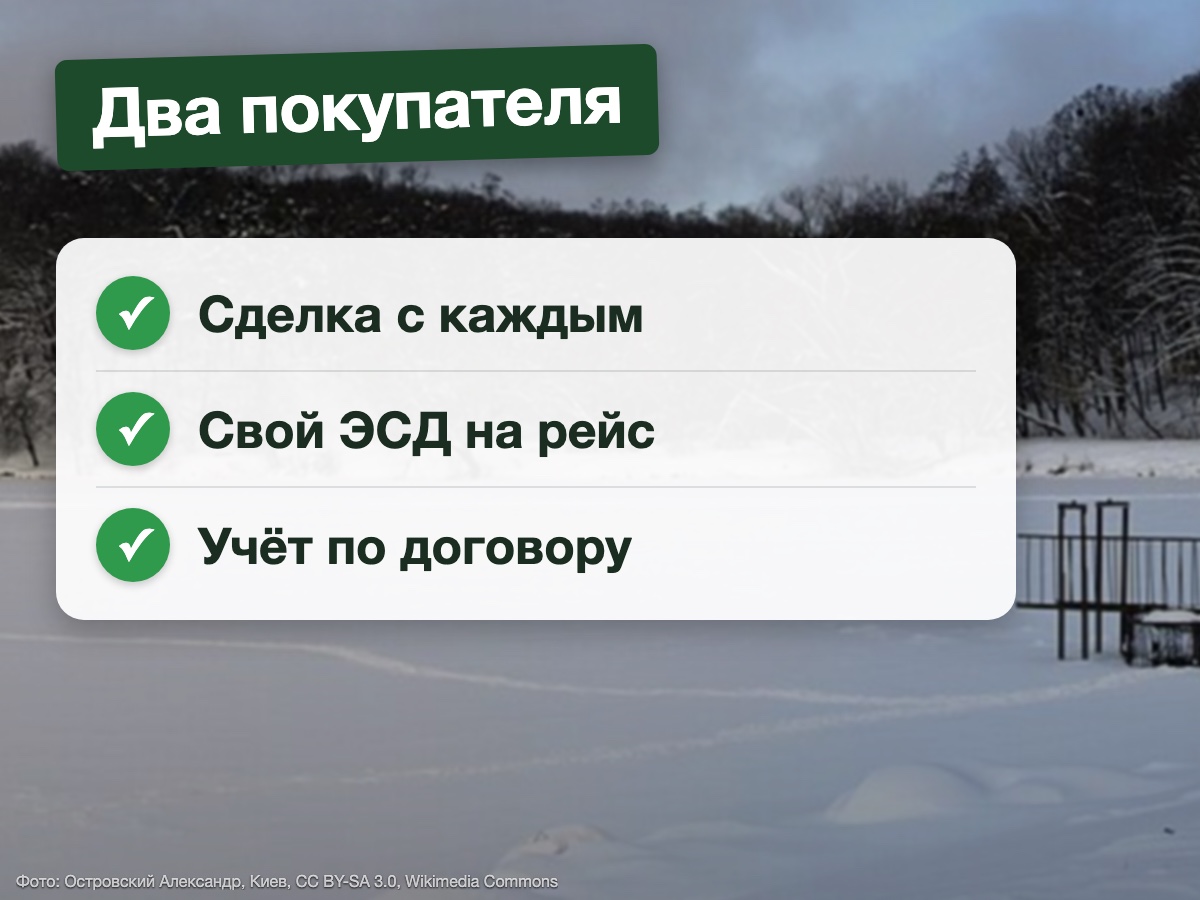 Два покупателя
Сделка с каждым
Свой ЭСД на рейс
Учёт по договору
Фото: Островский Александр, Киев, CC BY-SA 3.0, Wikimedia Commons